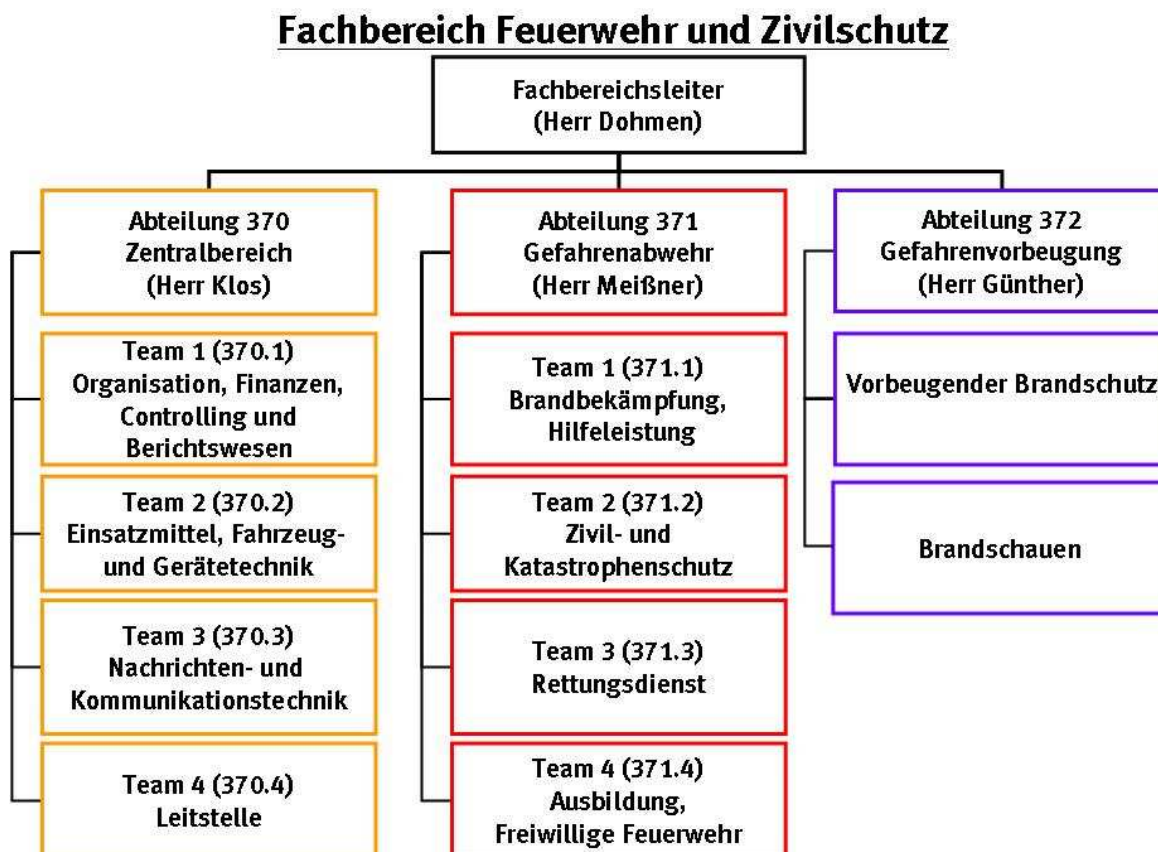 Fachbereich Feuerwehr und Zivilschutz
Fachbereichsleiter
(Herr Dohmen)
Abteilung 370
Zentralbereich
(Herr Klos)
Team 1 (370.1)
Organisation, Finanzen,
Controlling und
Berichtswesen
Team 2 (370.2)
Einsatzmittel, Fahrzeug-
und Gerätetechnik
Team 3 (370.3)
Nachrichten- und
Kommunikationstechnik
Team 4 (370.4)
Leitstelle
Abteilung 371
Gefahrenabwehr
(Herr Meißner)
Team 1 (371.1)
Brandbekämpfung,
Hilfeleistung
Team 2 (371.2)
Zivil- und
Katastrophenschutz
Team 3 (371.3)
Rettungsdienst
Team 4 (371.4)
Ausbildung,
Freiwillige Feuerwehr
Abteilung 372
Gefahrenvorbeugung
(Herr Günther)
Vorbeugender Brandschutz
Brandschauen